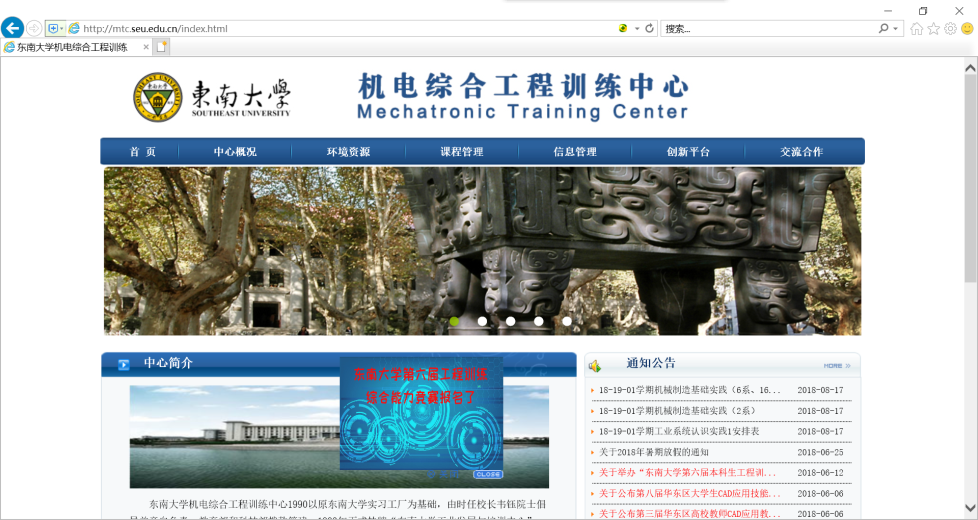 http://mtc.seu.edu.cn/index.html
搜索...
东南大学机电综合工程训练
東南大學
SOUTHEAST UNIVERSITY
机电综合工程训练中心
Mechatronic Training Center
首 页
中心概况
环境资源
课程管理
信息管理
创新平台
交流合作
中心简介
东南大学第六届工程训练
综合能力竞赛报名了
CLOSE
东南大学机电综合工程训练中心1990以原东南大学实习工厂为基础，由时任校长韦钰院士倡
通知公告
MORE
18-19-01学期机械制造基础实践（6系、16... 2018-08-17
18-19-01学期机械制造基础实践（2系） 2018-08-17
18-19-01学期工业系统认识实践1安排表 2018-08-17
关于2018年暑期放假的通知 2018-06-25
关于举办“东南大学第六届本科生工程训... 2018-06-12
关于公布第八届华东区大学生CAD应用技能... 2018-06-06
关于公布第三届华东区高校教师CAD应用教... 2018-06-06